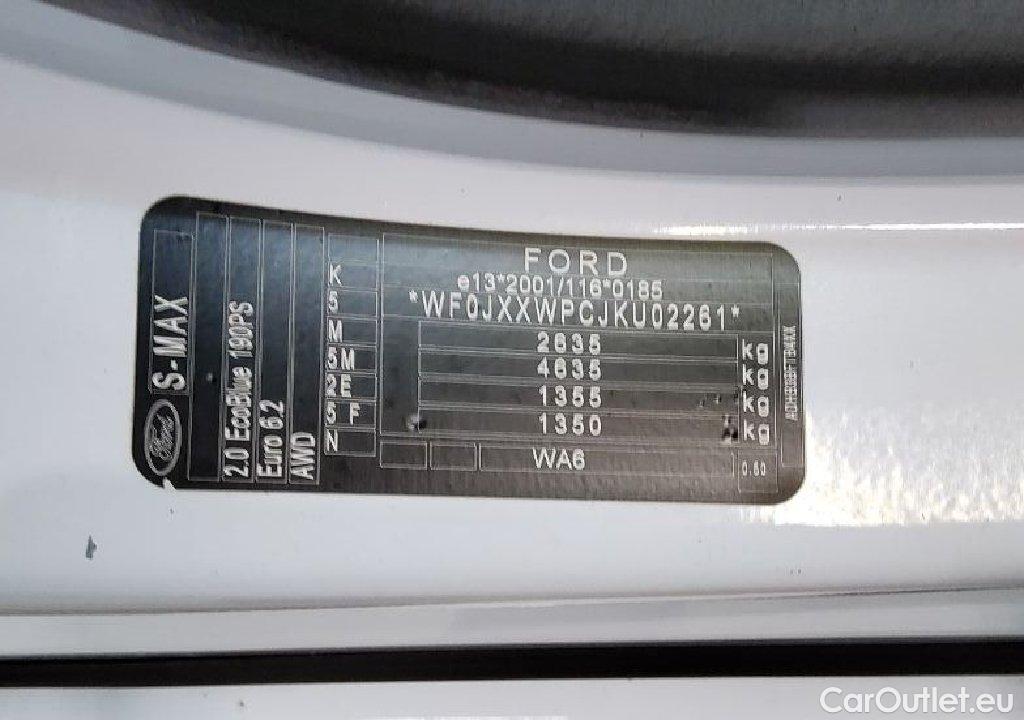 FORD
e13*2001/116*0185
*WF0JXXWPCJKU02261*
2635 kg
4635 kg
1355 kg
1350 kg
WA6
0.60
K
5
M
5M
2E
5 F
N
S-MAX
2.0 EcoBlue 190PS
Euro 6.2
AWD
Ford
CarOutlet.eu